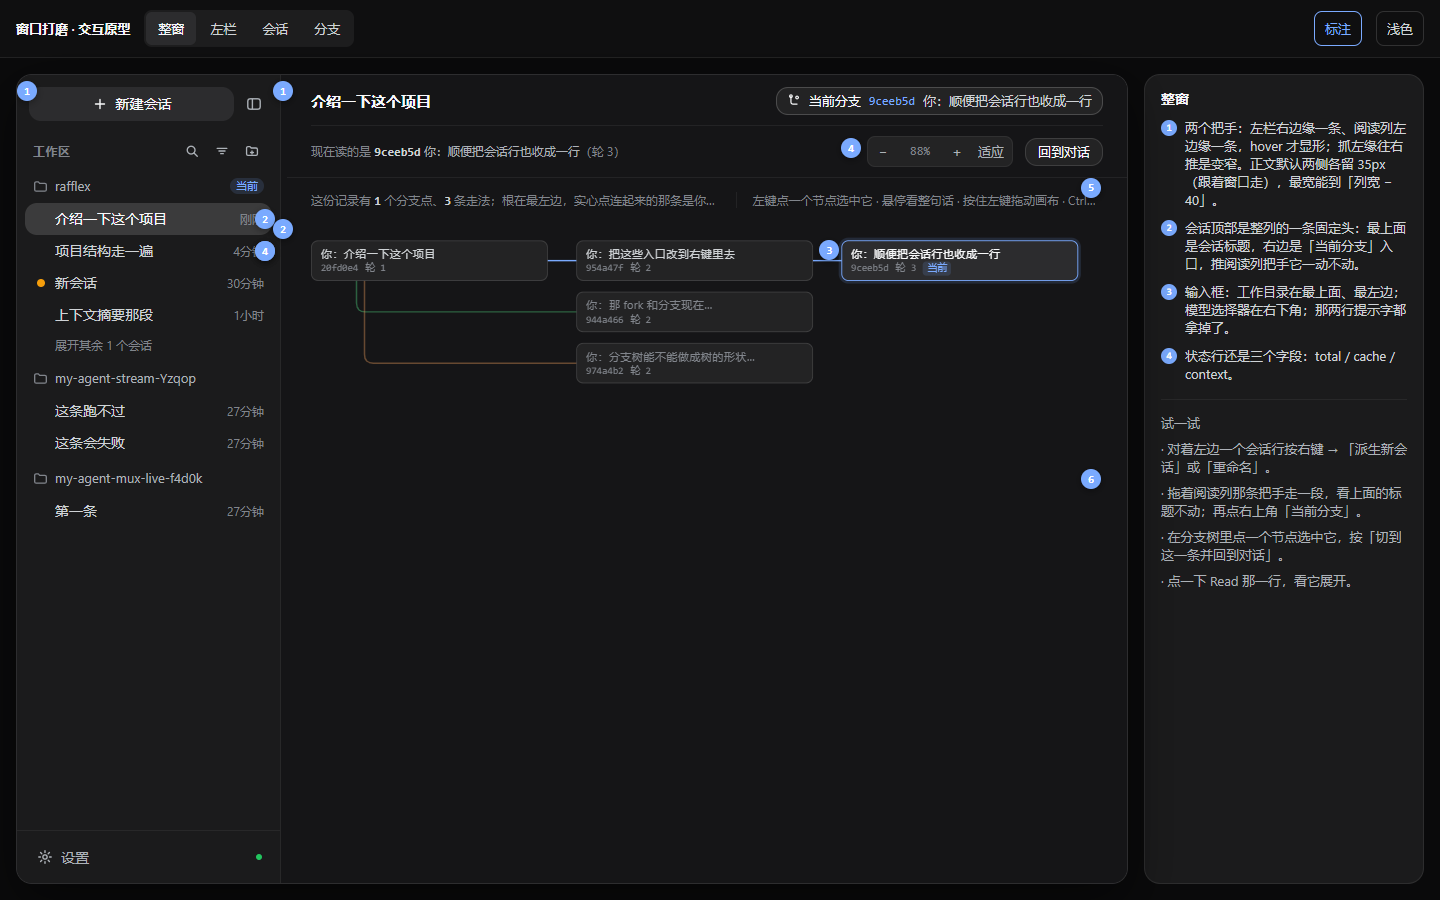 窗口打磨 · 交互原型
整窗
左栏
会话
分支
标注
浅色
1
+ 新建会话
工作区
rafflex
当前
介绍一下这个项目
2
项目结构走一遍
4
新会话
30分钟
上下文摘要那段
1小时
展开其余 1 个会话
my-agent-stream-Yzqop
这条跑不过
27分钟
这条会失败
27分钟
my-agent-mux-live-f4d0k
第一条
27分钟
设置
1
2
介绍一下这个项目
当前分支 9ceeb5d 你：顺便把会话行也收成一行
现在读的是 9ceeb5d 你：顺便把会话行也收成一行（轮 3）
4
− 88% + 适应
回到对话
5
这份记录有 1 个分支点、3 条走法；根在最左边，实心点连起来的那条是你…
左键点一个节点选中它 · 悬停看整句话 · 按住左键拖动画布 · Ctrl…
你：介绍一下这个项目
20fd0e4 轮 1
你：把这些入口改到右键里去
954a47f 轮 2
3
你：顺便把会话行也收成一行
9ceeb5d 轮 3 当前
你：那 fork 和分支现在…
944a466 轮 2
你：分支树能不能做成树的形状…
974a4b2 轮 2
6
整窗
1 两个把手：左栏右边缘一条、阅读列左
边缘一条，hover 才显形；抓左缘往右
推是变窄。正文默认两侧各留 35px
（跟着窗口走），最宽能到「列宽 −
40」。
2 会话顶部是整列的一条固定头：最上面
是会话标题，右边是「当前分支」入
口，推阅读列把手它一动不动。
3 输入框：工作目录在最上面、最左边；
模型选择器在右下角；那两行提示字都
拿掉了。
4 状态行还是三个字段：total / cache /
context。
试一试
· 对着左边一个会话行按右键 → 「派生新会
话」或「重命名」。
· 拖着阅读列那条把手走一段，看上面的标
题不动；再点右上角「当前分支」。
· 在分支树里点一个节点选中它，按「切到
这一条并回到对话」。
· 点一下 Read 那一行，看它展开。